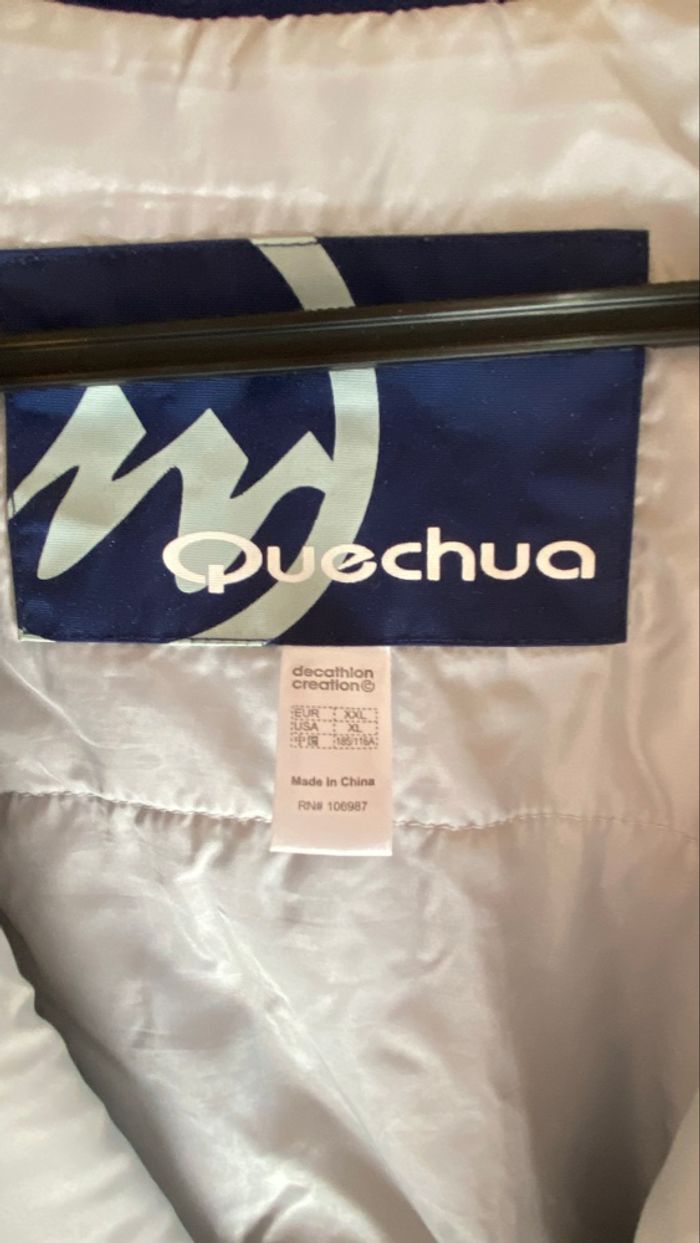 Quechua
decathlon
creation©
EUR XXL
USA XL
中国 185/116A
Made in China
RN# 106987